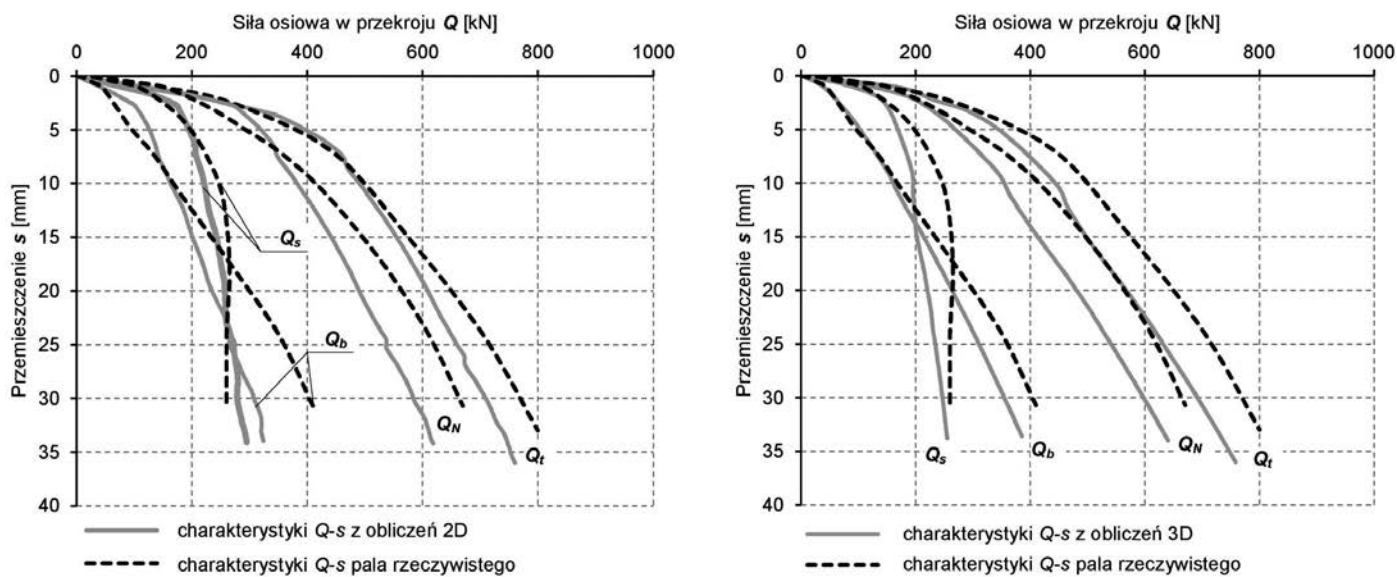 Siła osiowa w przekroju Q [kN]
0 200 400 600 800 1000
Przemieszczenie s [mm]
0
5
10
15
20
25
30
35
40
Qs
Qb
QN
Qt
charakterystyki Q-s z obliczeń 2D
charakterystyki Q-s pala rzeczywistego
Siła osiowa w przekroju Q [kN]
0 200 400 600 800 1000
Przemieszczenie s [mm]
0
5
10
15
20
25
30
35
40
Qs
Qb
QN
Qt
charakterystyki Q-s z obliczeń 3D
charakterystyki Q-s pala rzeczywistego